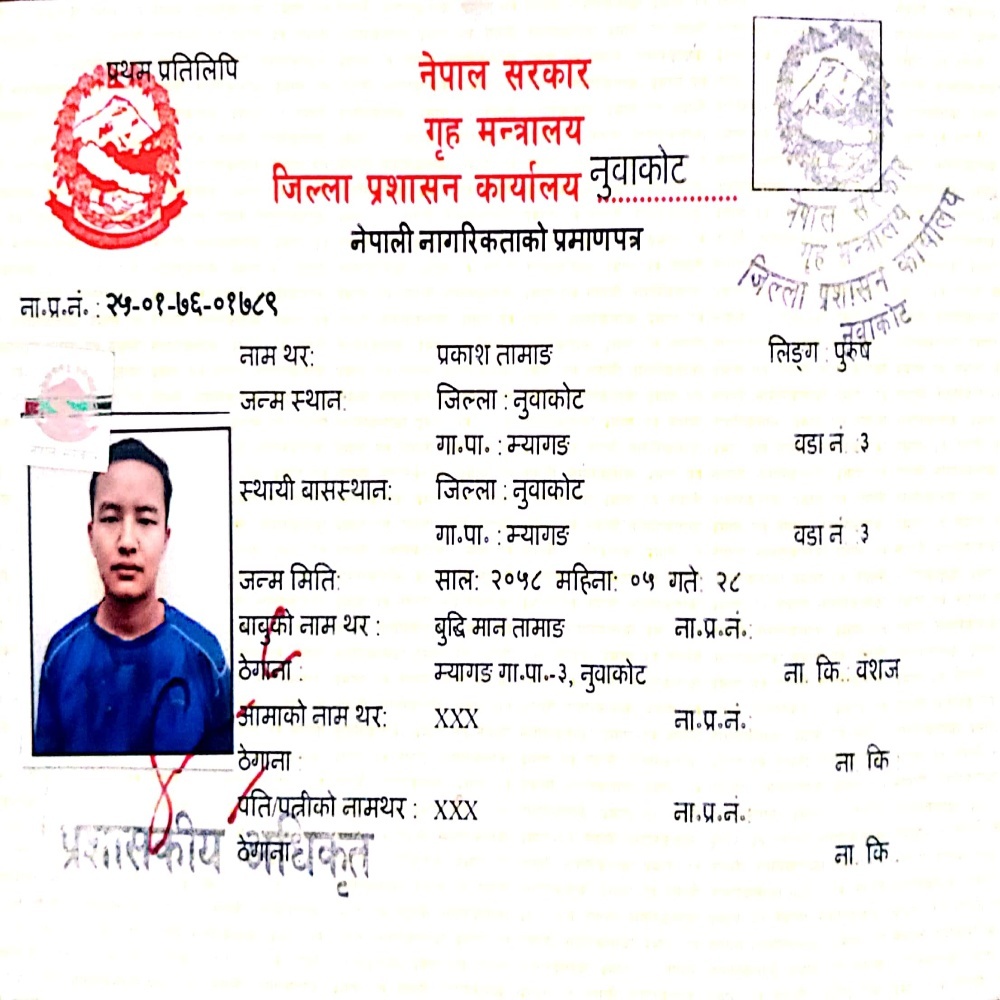 प्रथम प्रतिलिपि
नेपाल सरकार
गृह मन्त्रालय
जिल्ला प्रशासन कार्यालय नुवाकोट
नेपाली नागरिकताको प्रमाणपत्र
नेपाल सरकार
गृह मन्त्रालय
जिल्ला प्रशासन कार्यालय
नुवाकोट
ना॰प्र॰नं॰ : २५-०१-७६-०१७८९
नाम थर: प्रकाश तामाङ लिङ्ग : पुरुष
जन्म स्थान: जिल्ला : नुवाकोट
गा॰पा॰ : म्यागङ वडा नं :३
स्थायी बासस्थान: जिल्ला : नुवाकोट
गा॰पा॰ : म्यागङ वडा नं :३
जन्म मिति: साल: २०५८ महिना: ०५ गते: २८
बाबुको नाम थर : बुद्धि मान तामाङ ना॰प्र॰नं॰:
ठेगाना : म्यागङ गा॰पा॰-३, नुवाकोट ना. कि.: वंशज
आमाको नाम थर: XXX ना॰प्र॰नं॰:
ठेगाना : ना कि :
पति/पत्नीको नामथर : XXX ना॰प्र॰नं॰:
ठेगाना ना. कि :
प्रशासकीय अधिकृत